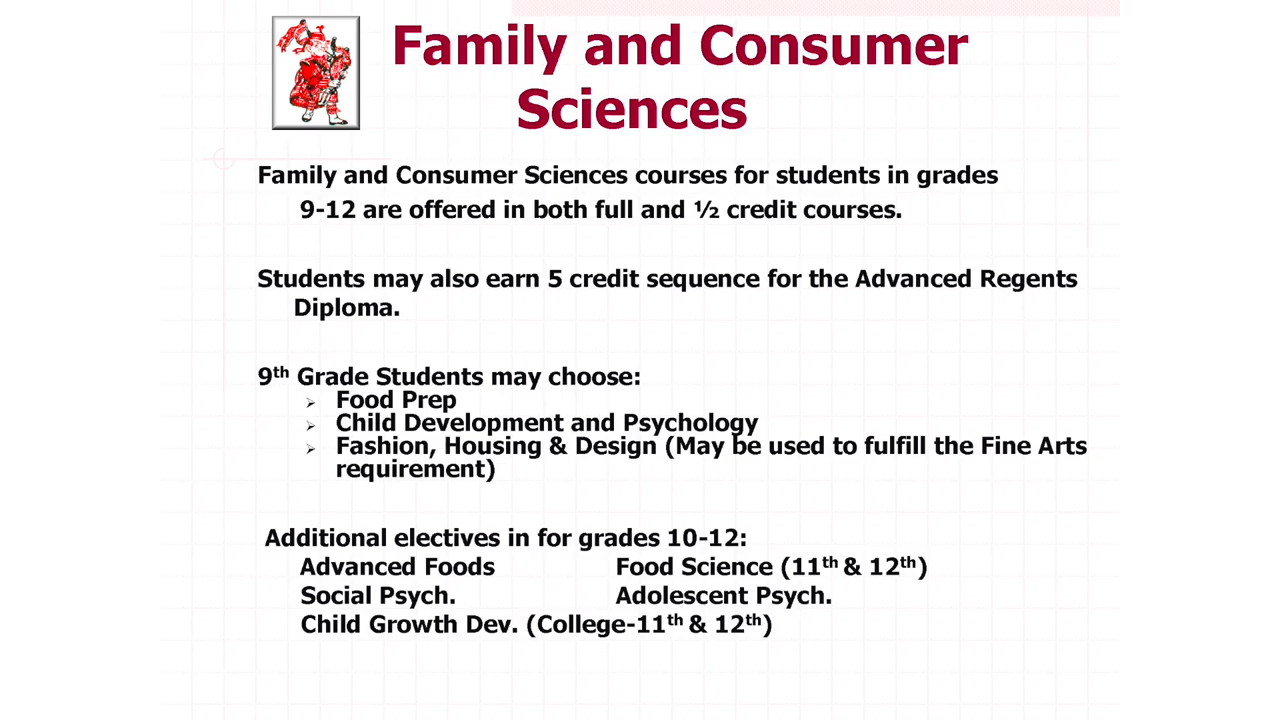 Family and Consumer
Sciences
Family and Consumer Sciences courses for students in grades
9-12 are offered in both full and ½ credit courses.
Students may also earn 5 credit sequence for the Advanced Regents
Diploma.
9th Grade Students may choose:
➢ Food Prep
➢ Child Development and Psychology
➢ Fashion, Housing & Design (May be used to fulfill the Fine Arts
requirement)
Additional electives in for grades 10-12:
Advanced Foods Food Science (11th & 12th)
Social Psych. Adolescent Psych.
Child Growth Dev. (College-11th & 12th)